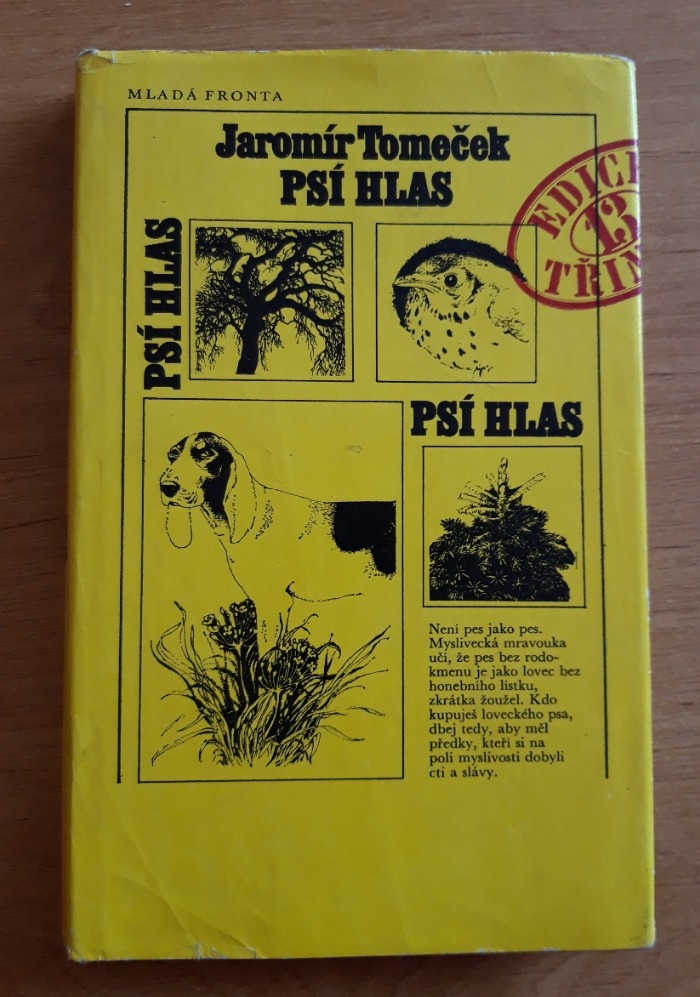 MLADÁ FRONTA
Jaromír Tomeček
PSÍ HLAS
EDICE
13
TŘIN
PSÍ HLAS
PSÍ HLAS
Není pes jako pes.
Myslivecká mravouka
učí, že pes bez rodo-
kmenu je jako lovec bez
honebního lístku,
zkrátka žoužel. Kdo
kupuješ loveckého psa,
dbej tedy, aby měl
předky, kteří si na
poli myslivosti dobyli
cti a slávy.